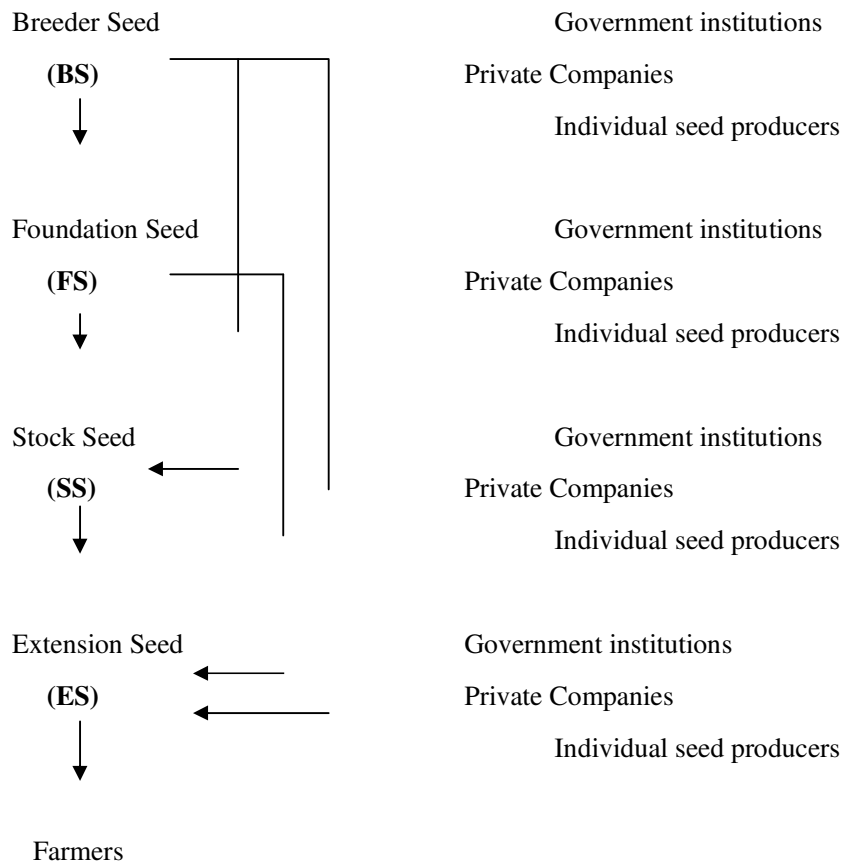 Breeder Seed Government institutions
(BS) Private Companies
Individual seed producers
Foundation Seed Government institutions
(FS) Private Companies
Individual seed producers
Stock Seed Government institutions
(SS) Private Companies
Individual seed producers
Extension Seed Government institutions
(ES) Private Companies
Individual seed producers
Farmers